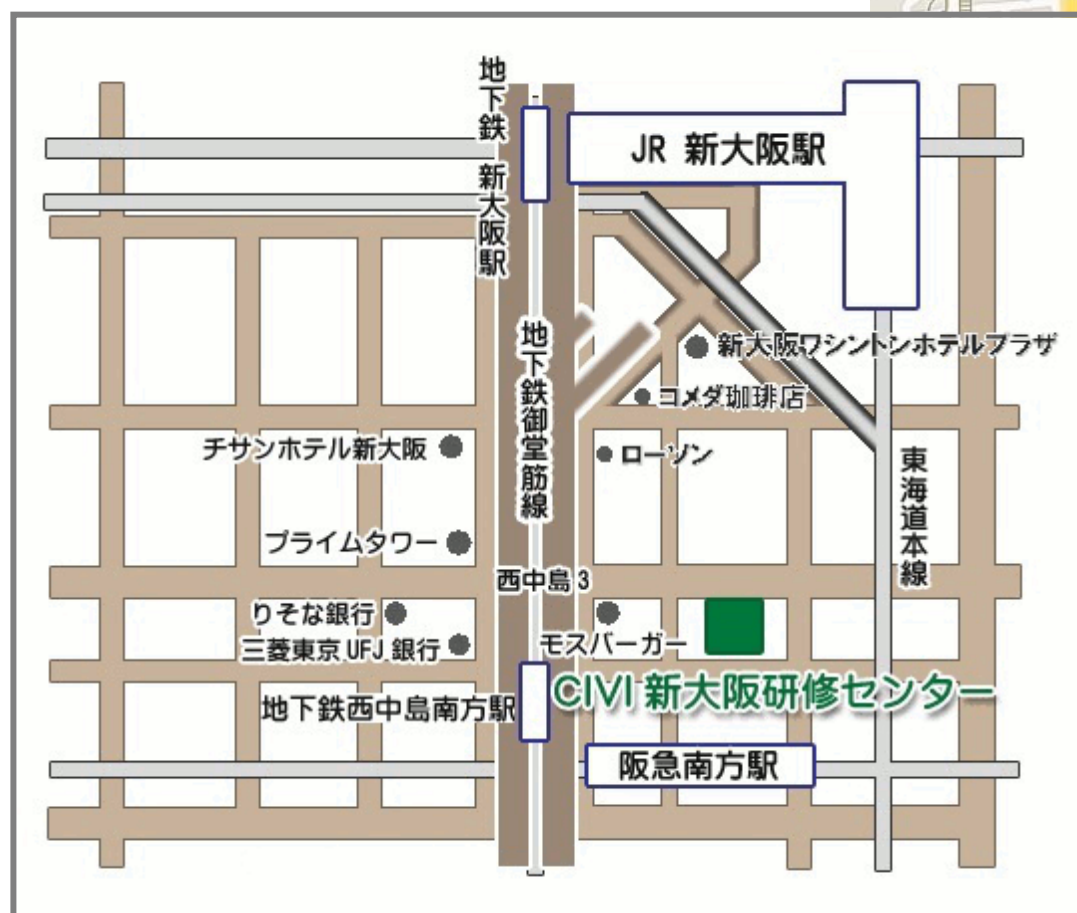 地下鉄 新大阪駅
JR 新大阪駅
地下鉄御堂筋線
新大阪ワシントンホテルプラザ
コメダ珈琲店
チサンホテル新大阪
ローソン
東海道本線
プライムタワー
西中島 3
りそな銀行
モスバーガー
三菱東京 UFJ 銀行
CIVI 新大阪研修センター
地下鉄西中島南方駅
阪急南方駅